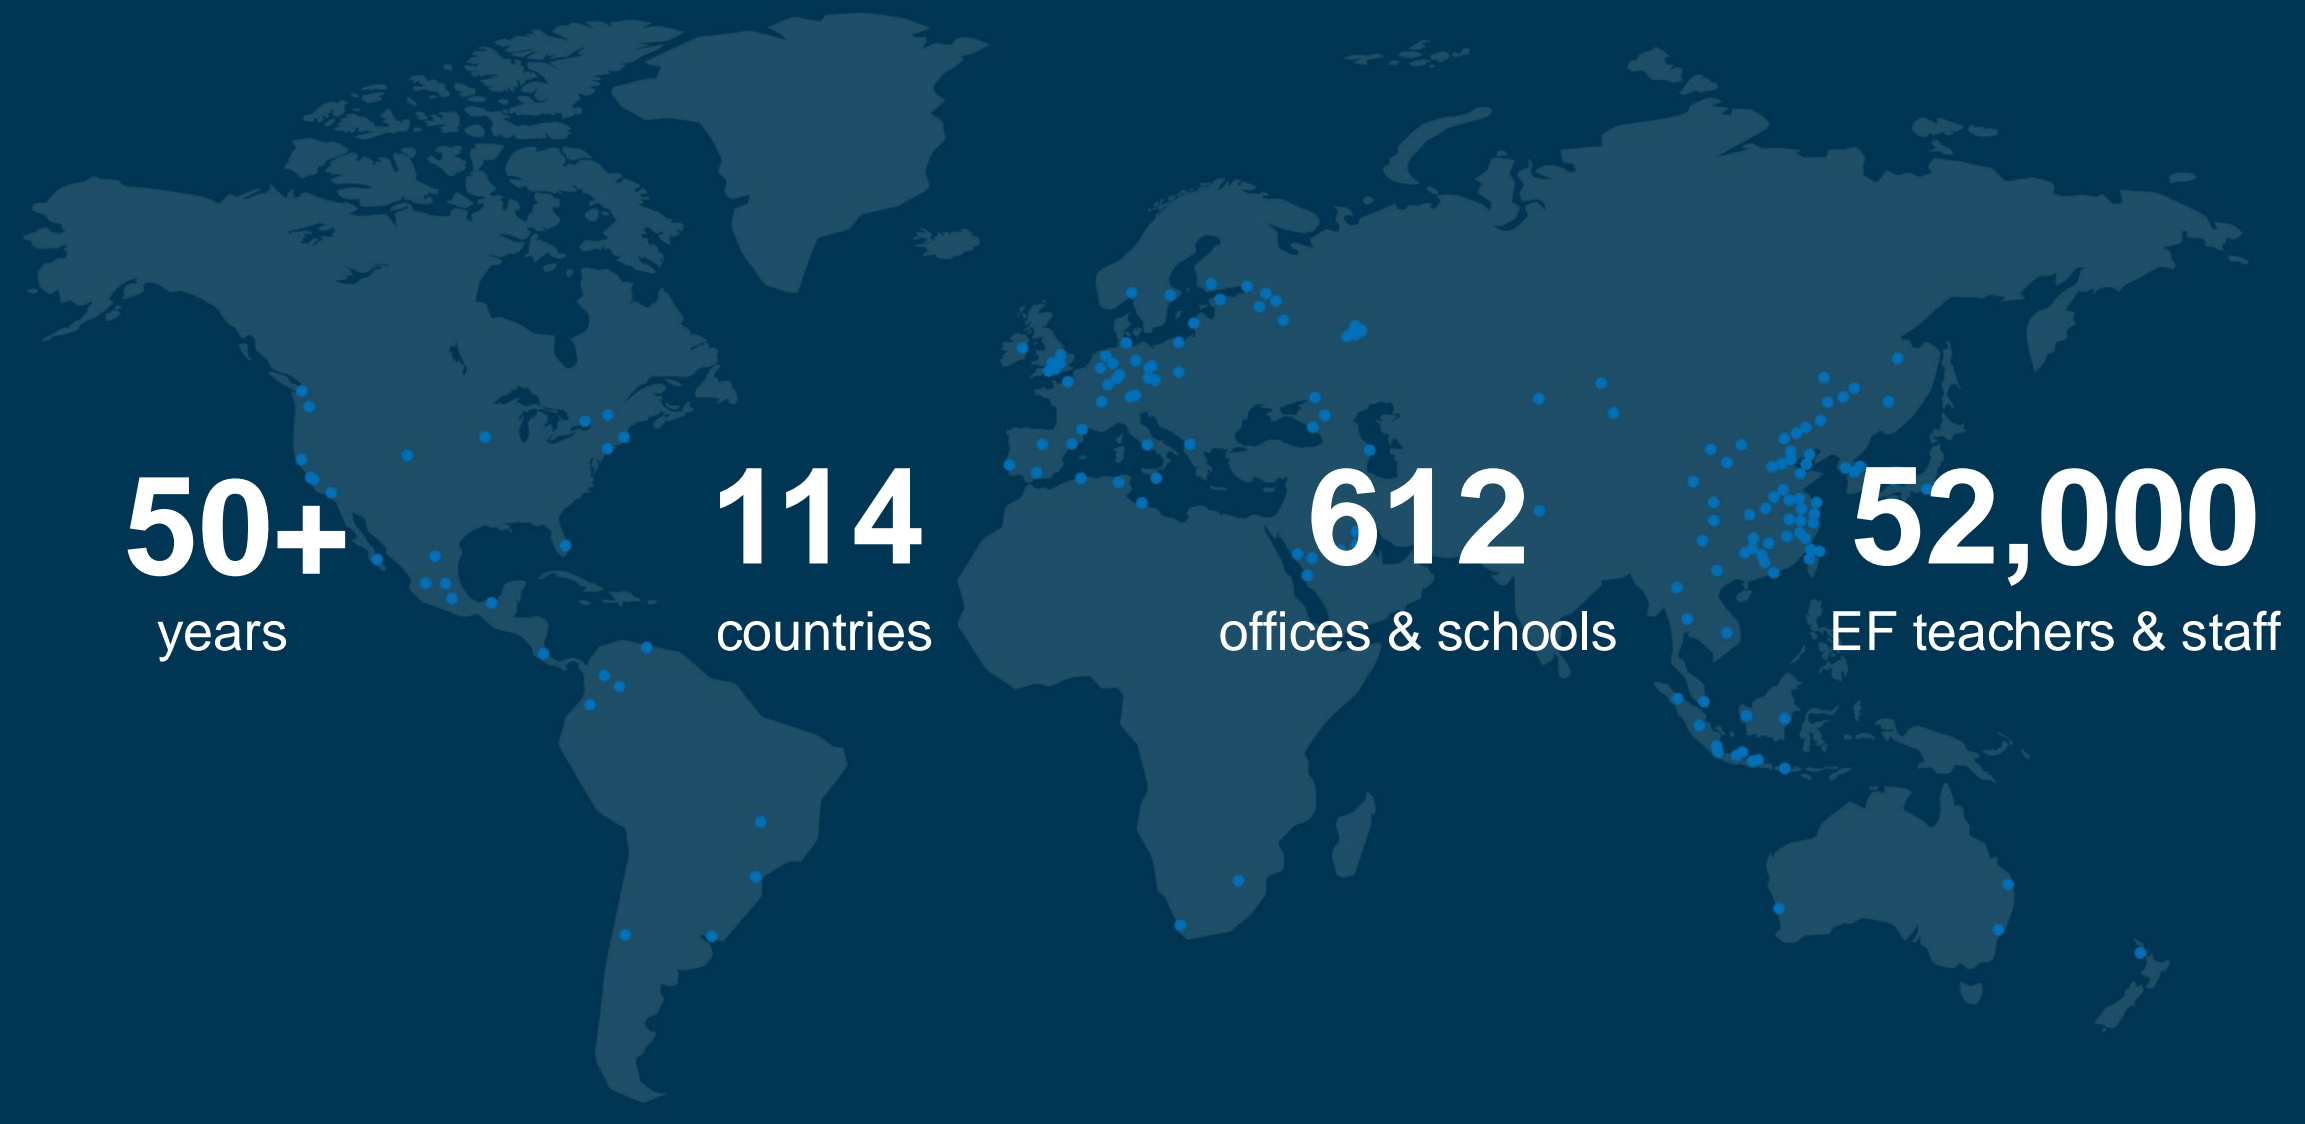 50+ 114 612 52,000
years countries offices & schools EF teachers & staff